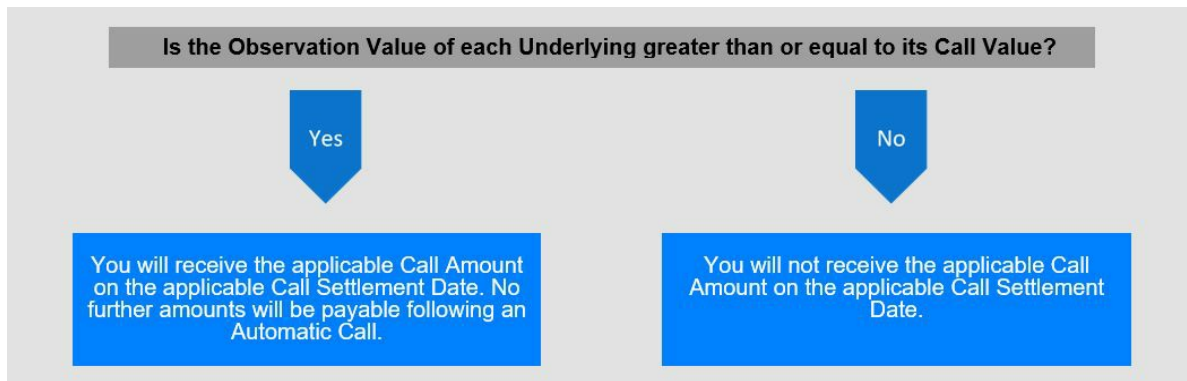 Is the Observation Value of each Underlying greater than or equal to its Call Value?
Yes
No
You will receive the applicable Call Amount
on the applicable Call Settlement Date. No
further amounts will be payable following an
Automatic Call.
You will not receive the applicable Call
Amount on the applicable Call Settlement
Date.